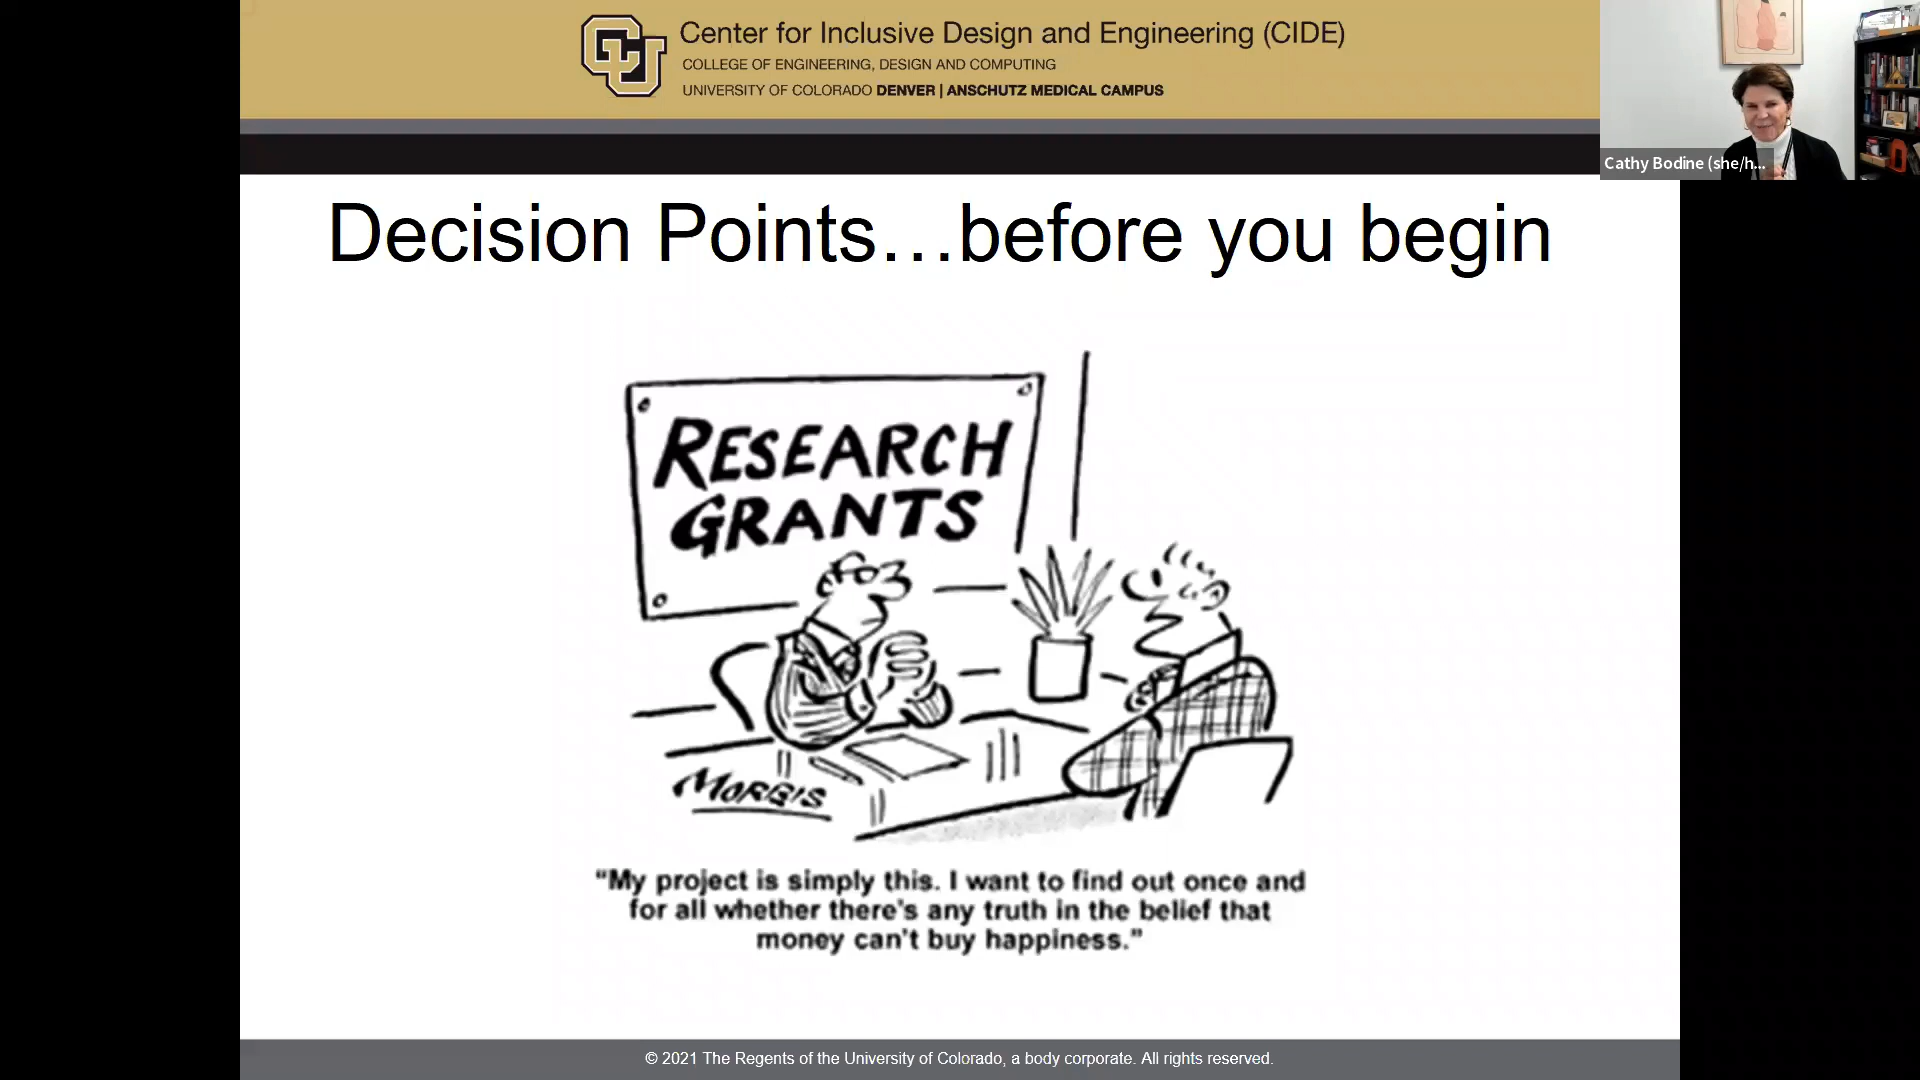 CU
Center for Inclusive Design and Engineering (CIDE)
COLLEGE OF ENGINEERING, DESIGN AND COMPUTING
UNIVERSITY OF COLORADO DENVER | ANSCHUTZ MEDICAL CAMPUS
Cathy Bodine (she/h...
Decision Points...before you begin
RESEARCH
GRANTS
MORRIS
"My project is simply this. I want to find out once and
for all whether there's any truth in the belief that
money can't buy happiness."
© 2021 The Regents of the University of Colorado, a body corporate. All rights reserved.